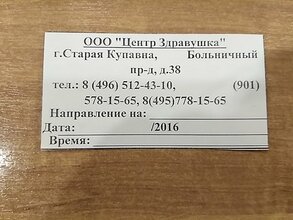 ООО "Центр Здравушка"
г.Старая Купавна, Больничный
пр-д, д.38
тел.: 8 (496) 512-43-10, (901)
578-15-65, 8(495)778-15-65
Направление на:
Дата: /2016
Время: